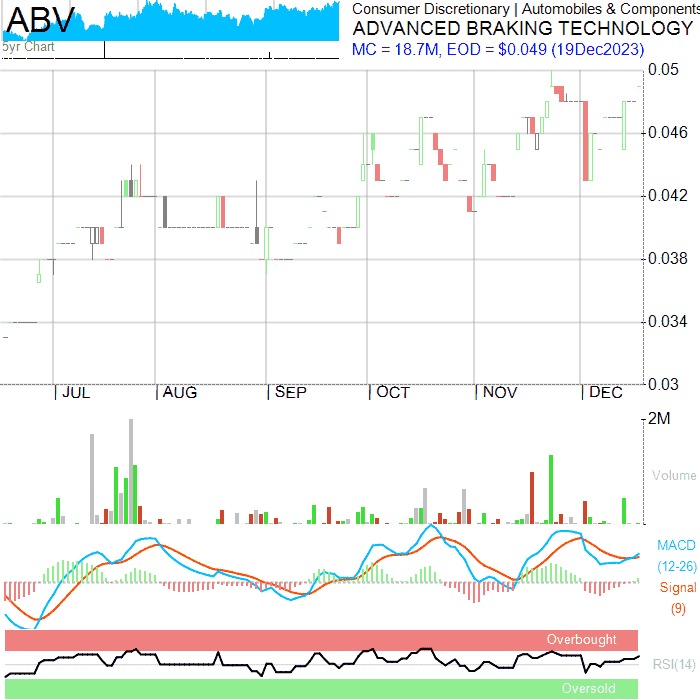 ABV
Consumer Discretionary | Automobiles & Components
ADVANCED BRAKING TECHNOLOGY
MC = 18.7M, EOD = $0.049 (19Dec2023)
5yr Chart
0.05
0.046
0.042
0.038
0.034
0.03
JUL AUG SEP OCT NOV DEC
2M
Volume
MACD
(12-26)
Signal
(9)
Overbought
RSI(14)
Oversold